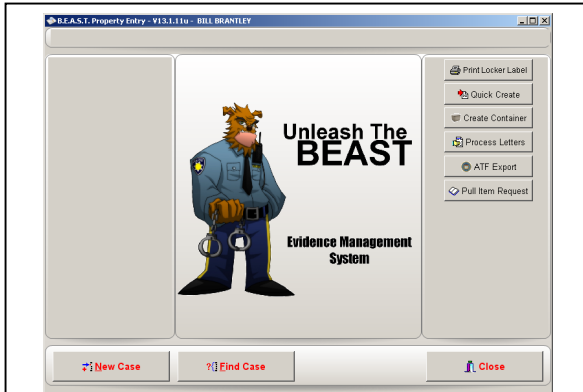 B.E.A.S.T. Property Entry - V13.1.11u - BILL BRANTLEY
Print Locker Label
Quick Create
Create Container
Process Letters
ATF Export
Pull Item Request
Unleash The
BEAST
Evidence Management
System
New Case
Find Case
Close